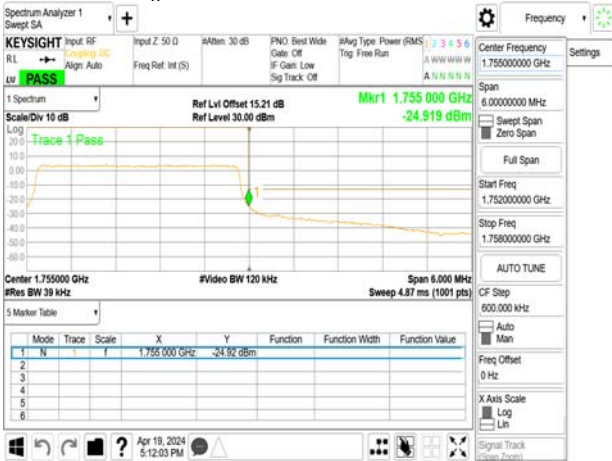 Spectrum Analyzer 1
Swept SA
+
Frequency
KEYSIGHT
Input: RF
Coupling: DC
Align: Auto
Input Z: 50 Ω
Freq Ref: Int (S)
#Atten: 30 dB
PNO: Best Wide
Gate: Off
IF Gain: Low
Sig Track: Off
#Avg Type: Power (RMS
Trig: Free Run
1 2 3 4 5 6
A WW W W W
A N N N N N
RL
LW PASS
Center Frequency
1.755000000 GHz
Settings
1 Spectrum
Scale/Div 10 dB
Ref Lvl Offset 15.21 dB
Ref Level 30.00 dBm
Mkr1 1.755 000 GHz
-24.919 dBm
Span
6.00000000 MHz
Swept Span
Zero Span
Log
Trace 1 Pass
20.0
10.0
0.00
-10.0
-20.0
-30.0
-40.0
-50.0
-60.0
1
Full Span
Start Freq
1.752000000 GHz
Stop Freq
1.758000000 GHz
AUTO TUNE
Center 1.755000 GHz
#Res BW 39 kHz
#Video BW 120 kHz
Span 6.000 MHz
Sweep 4.87 ms (1001 pts)
CF Step
600.000 kHz
Auto
Man
5 Marker Table
Mode Trace Scale X Y Function Function Width Function Value
1 N 1 f 1.755 000 GHz -24.92 dBm
2
3
4
5
6
Freq Offset
0 Hz
X Axis Scale
Log
Lin
Signal Track
(Span Zoom)
?
Apr 19, 2024
5:12:03 PM